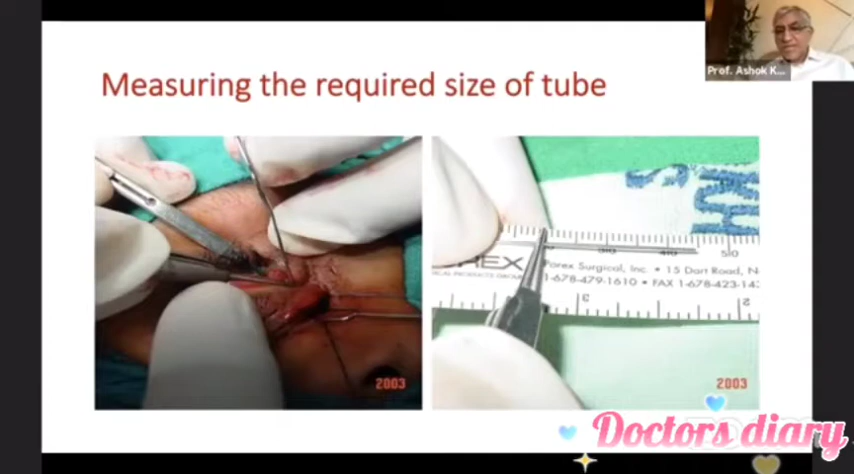 Prof. Ashok K...
Measuring the required size of tube
Porex Surgical, Inc. • 15 Dart Road, N
1-678-479-1610 • FAX 1-678-423-14
2003
2003
Doctors diary